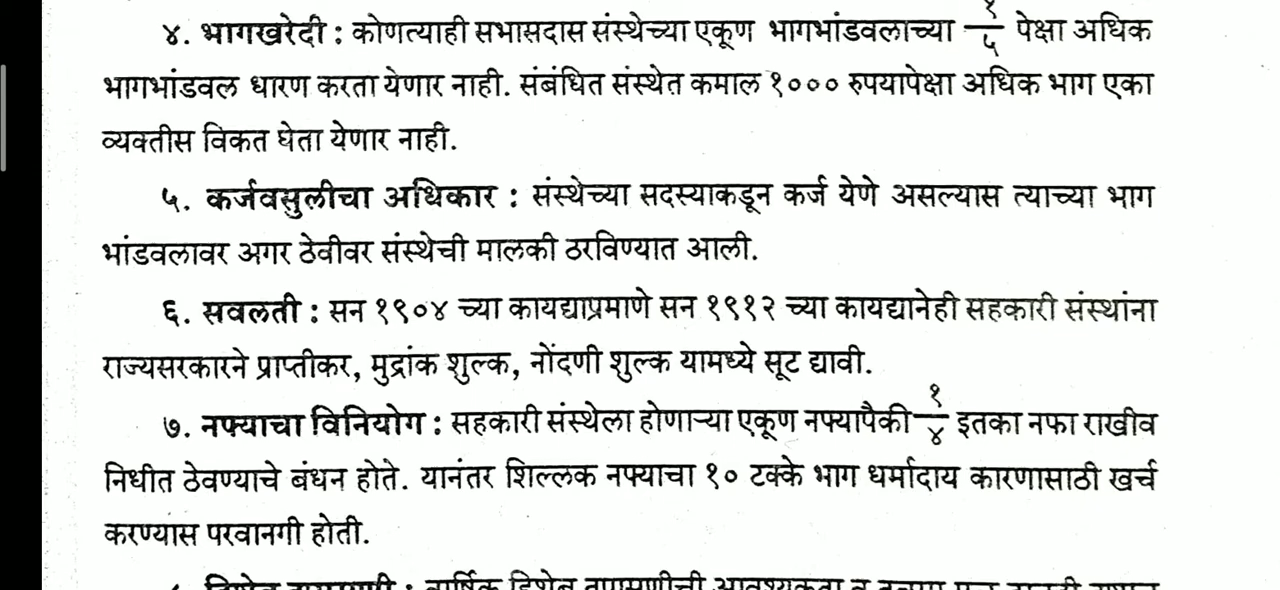 ४. भागखरेदी : कोणत्याही सभासदास संस्थेच्या एकूण भागभांडवलाच्या १/५ पेक्षा अधिक
भागभांडवल धारण करता येणार नाही. संबंधित संस्थेत कमाल १००० रुपयापेक्षा अधिक भाग एका
व्यक्तीस विकत घेता येणार नाही.
५. कर्जवसुलीचा अधिकार : संस्थेच्या सदस्याकडून कर्ज येणे असल्यास त्याच्या भाग
भांडवलावर अगर ठेवीवर संस्थेची मालकी ठरविण्यात आली.
६. सवलती : सन १९०४ च्या कायद्याप्रमाणे सन १९१२ च्या कायद्यानेही सहकारी संस्थांना
राज्यसरकारने प्राप्तीकर, मुद्रांक शुल्क, नोंदणी शुल्क यामध्ये सूट द्यावी.
७. नफ्याचा विनियोग : सहकारी संस्थेला होणाऱ्या एकूण नफ्यापैकी १/४ इतका नफा राखीव
निधीत ठेवण्याचे बंधन होते. यानंतर शिल्लक नफ्याचा १० टक्के भाग धर्मादाय कारणासाठी खर्च
करण्यास परवानगी होती.